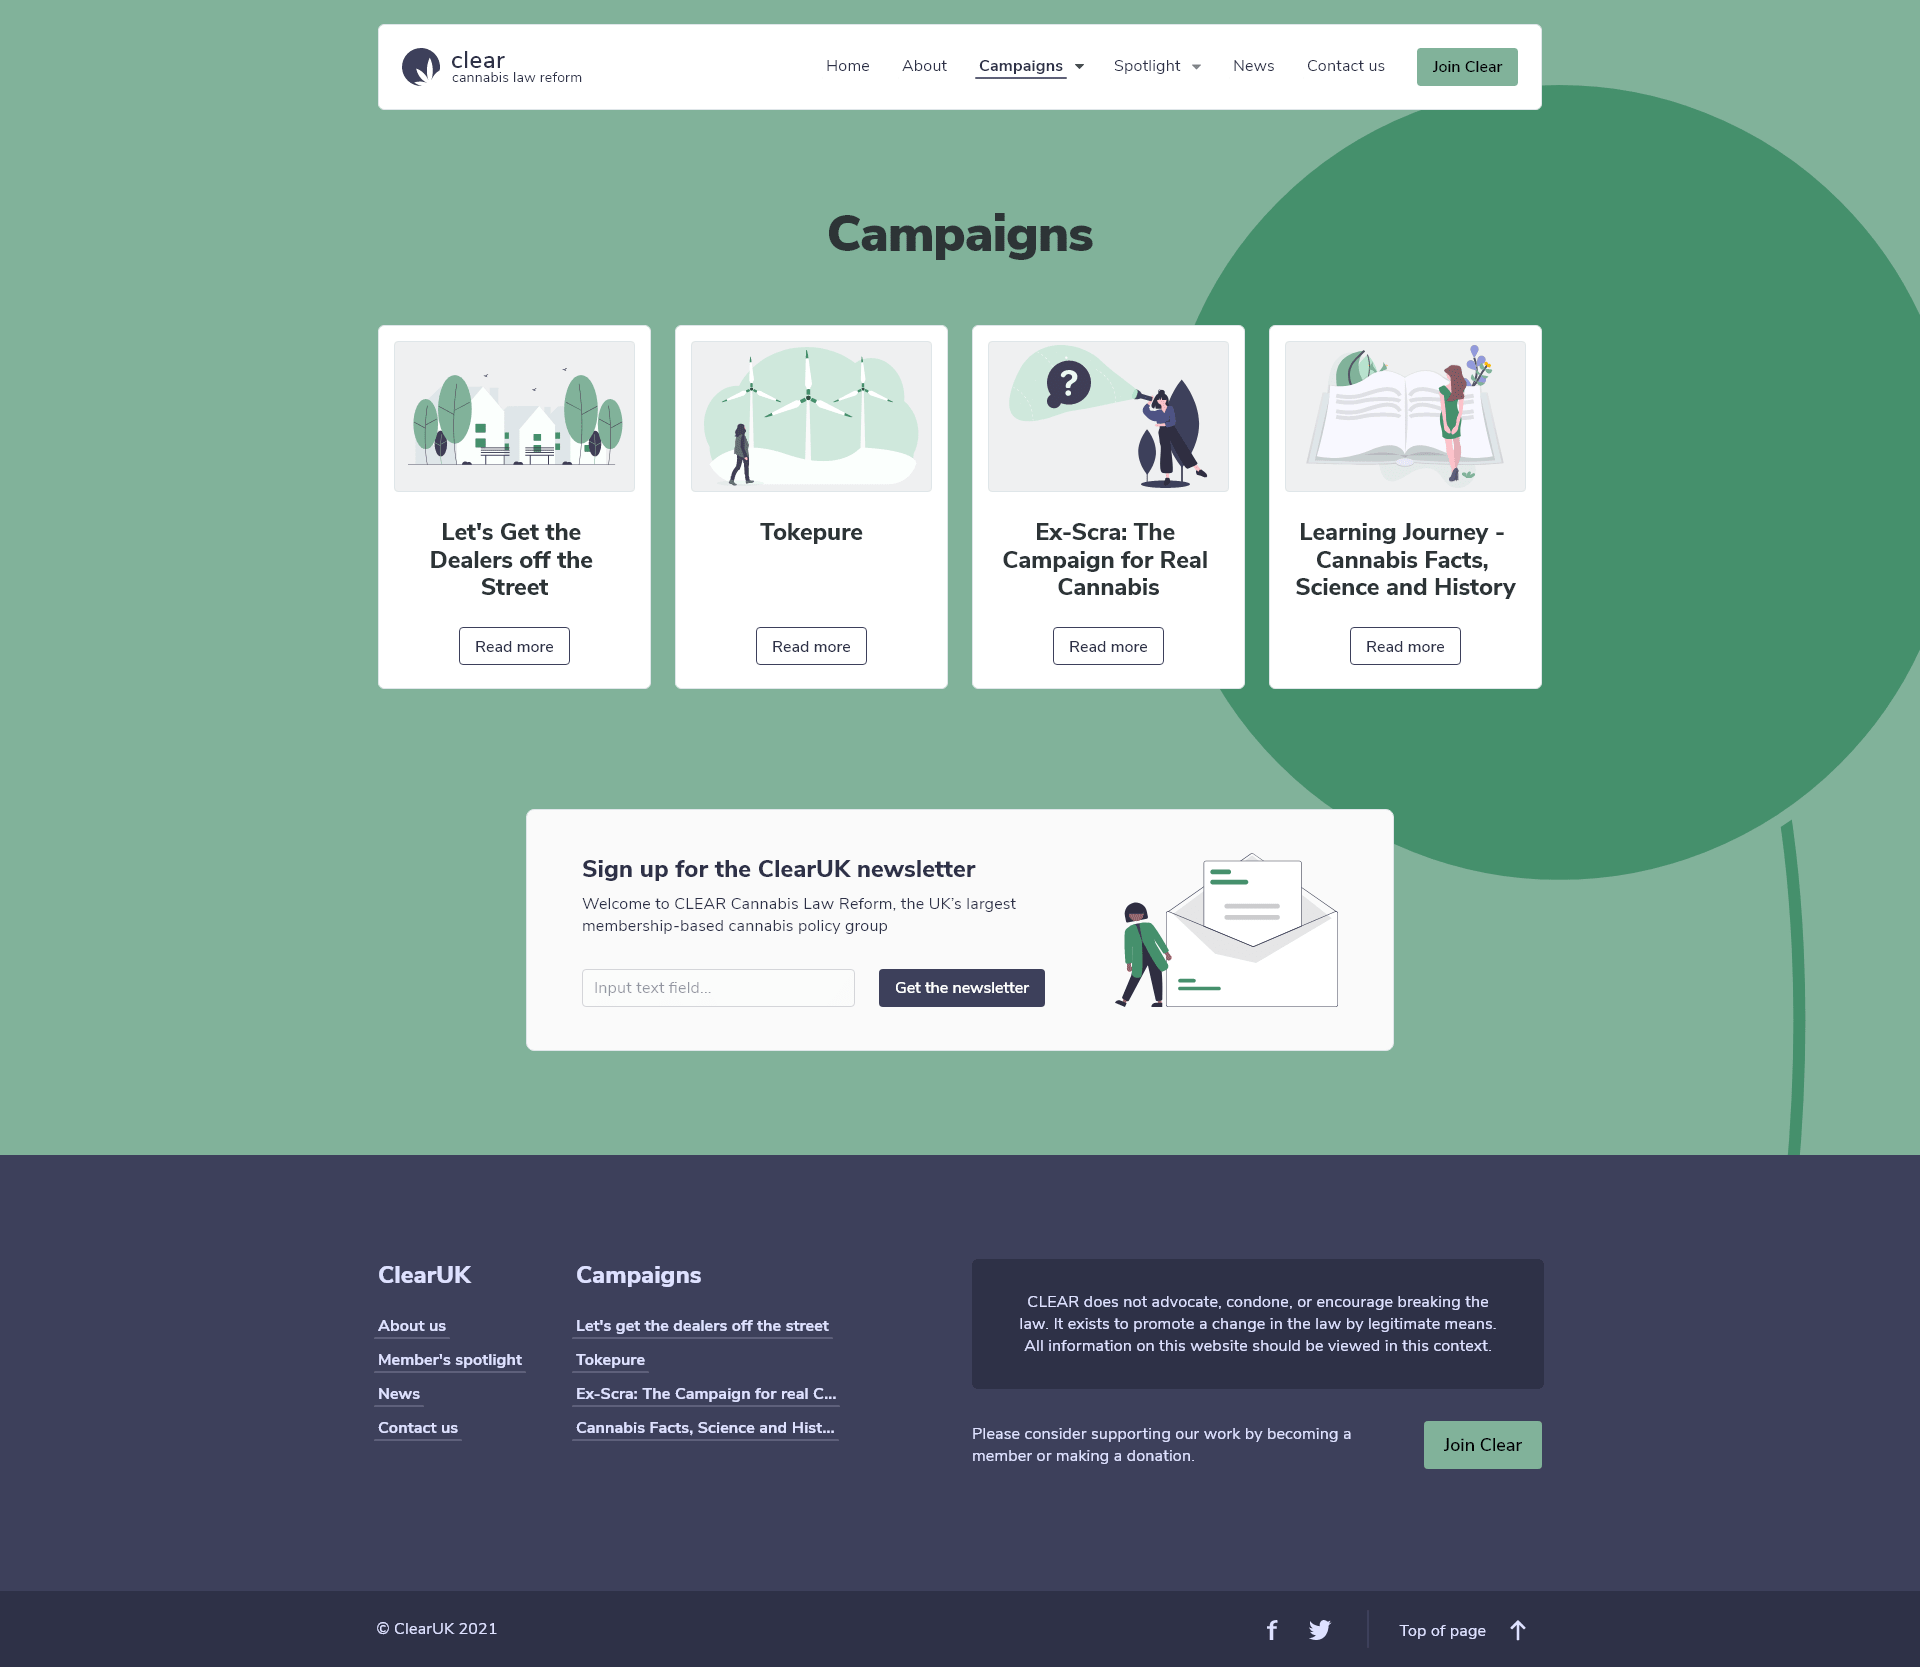 clear
cannabis law reform
Home
About
Campaigns
Spotlight
News
Contact us
Join Clear
Campaigns
?
Let's Get the
Dealers off the
Street
Read more
Tokepure
Read more
Ex-Scra: The
Campaign for Real
Cannabis
Read more
Learning Journey -
Cannabis Facts,
Science and History
Read more
Sign up for the ClearUK newsletter
Welcome to CLEAR Cannabis Law Reform, the UK’s largest
membership-based cannabis policy group
Input text field...
Get the newsletter
ClearUK
About us
Member's spotlight
News
Contact us
Campaigns
Let's get the dealers off the street
Tokepure
Ex-Scra: The Campaign for real C...
Cannabis Facts, Science and Hist...
CLEAR does not advocate, condone, or encourage breaking the
law. It exists to promote a change in the law by legitimate means.
All information on this website should be viewed in this context.
Please consider supporting our work by becoming a
member or making a donation.
Join Clear
© ClearUK 2021
Top of page